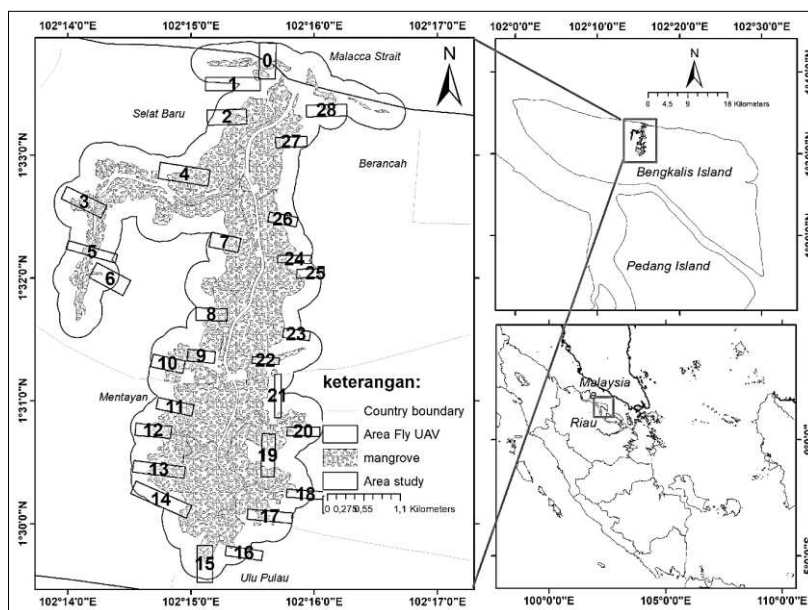 102°14'0"E 102°15'0"E 102°16'0"E 102°17'0"E
0
Malacca Strait
N
1
Selat Baru
2
28
27
1°33'0"N
Berancah
4
3
26
7
5
24
6
25
1°32'0"N
8
23
9
22
10
1°31'0"N
Mentayan
11
21
12
20
19
13
18
14
17
1°30'0"N
16
15
Ulu Pulau
keterangan:
Country boundary
Area Fly UAV
mangrove
Area study
0 0,275 0,55 1,1 Kilometers
102°14'0"E 102°15'0"E 102°16'0"E 102°17'0"E
102°0'0"E 102°10'0"E 102°20'0"E 102°30'0"E
N
0 4,5 9 18 Kilometers
Bengkalis Island
Pedang Island
Malaysia
Riau
0°0'0"
100°0'0"E 105°0'0"E 110°0'0"E